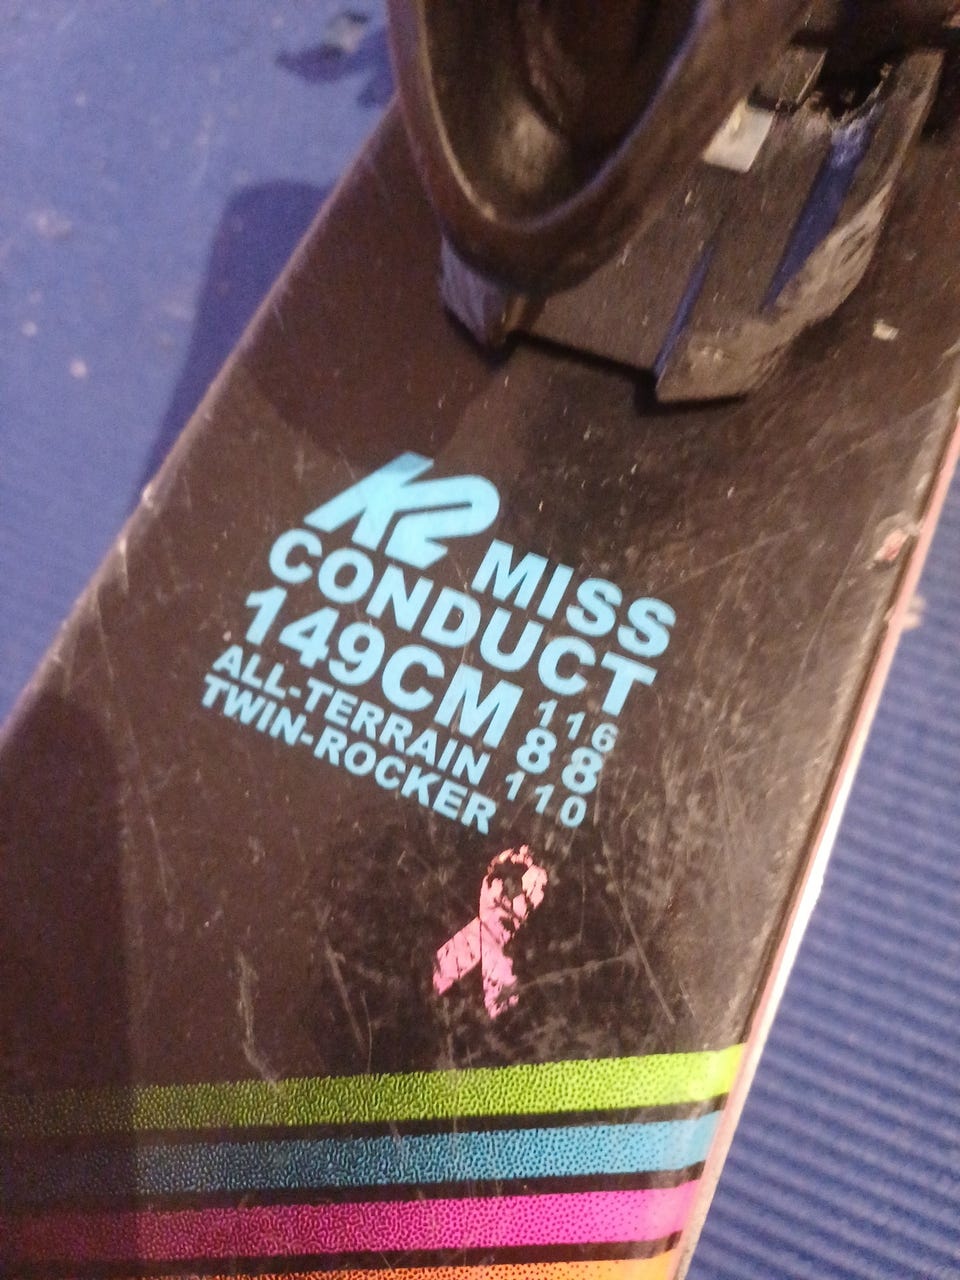 K2 MISS
CONDUCT
149CM 116
ALL-TERRAIN 88
TWIN-ROCKER 110